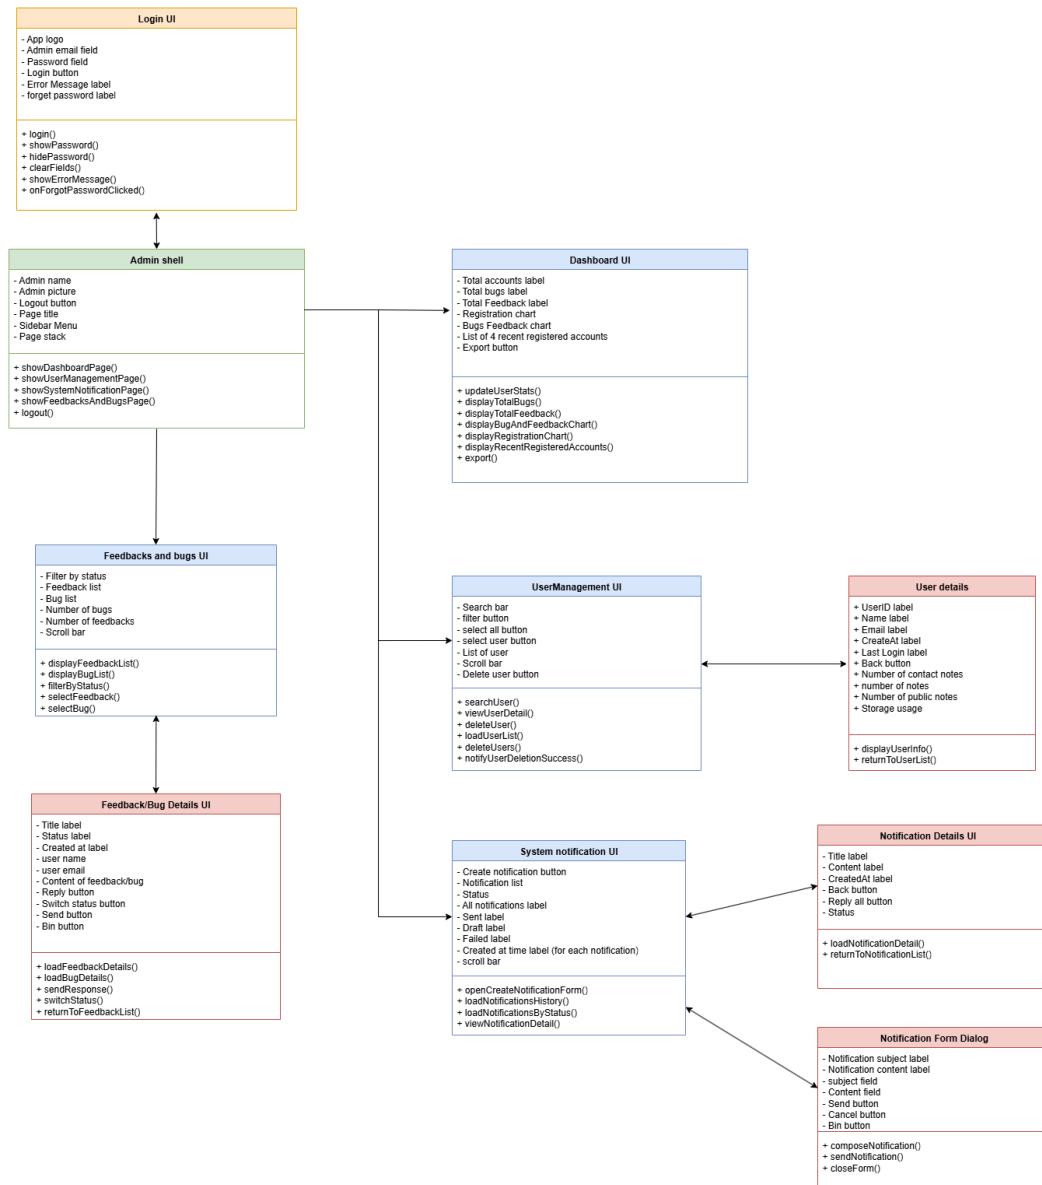 Login UI
- App logo
- Admin email field
- Password field
- Login button
- Error Message label
- forget password label
+ login()
+ showPassword()
+ hidePassword()
+ clearFields()
+ showErrorMessage()
+ onForgotPasswordClicked()
Admin shell
- Admin name
- Admin picture
- Logout button
- Page title
- Sidebar Menu
- Page stack
+ showDashboardPage()
+ showUserManagementPage()
+ showSystemNotificationPage()
+ showFeedbacksAndBugsPage()
+ logout()
Dashboard UI
- Total accounts label
- Total bugs label
- Total Feedback label
- Registration chart
- Bugs Feedback chart
- List of 4 recent registered accounts
- Export button
+ updateUserStats()
+ displayTotalBugs()
+ displayTotalFeedback()
+ displayBugAndFeedbackChart()
+ displayRegistrationChart()
+ displayRecentRegisteredAccounts()
+ export()
Feedbacks and bugs UI
- Filter by status
- Feedback list
- Bug list
- Number of bugs
- Number of feedbacks
- Scroll bar
+ displayFeedbackList()
+ displayBugList()
+ filterByStatus()
+ selectFeedback()
+ selectBug()
UserManagement UI
- Search bar
- filter button
- select all button
- select user button
- List of user
- Scroll bar
- Delete user button
+ searchUser()
+ viewUserDetail()
+ deleteUser()
+ loadUserList()
+ deleteUsers()
+ notifyUserDeletionSuccess()
User details
+ UserID label
+ Name label
+ Email label
+ CreateAt label
+ Last Login label
+ Back button
+ Number of contact notes
+ number of notes
+ Number of public notes
+ Storage usage
+ displayUserInfo()
+ returnToUserList()
Feedback/Bug Details UI
- Title label
- Status label
- Created at label
- user name
- user email
- Content of feedback/bug
- Reply button
- Switch status button
- Send button
- Bin button
+ loadFeedbackDetails()
+ loadBugDetails()
+ sendResponse()
+ switchStatus()
+ returnToFeedbackList()
System notification UI
- Create notification button
- Notification list
- Status
- All notifications label
- Sent label
- Draft label
- Failed label
- Created at time label (for each notification)
- scroll bar
+ openCreateNotificationForm()
+ loadNotificationsHistory()
+ loadNotificationsByStatus()
+ viewNotificationDetail()
Notification Details UI
- Title label
- Content label
- CreatedAt label
- Back button
- Reply all button
- Status
+ loadNotificationDetail()
+ returnToNotificationList()
Notification Form Dialog
- Notification subject label
- Notification content label
- subject field
- Content field
- Send button
- Cancel button
- Bin button
+ composeNotification()
+ sendNotification()
+ closeForm()